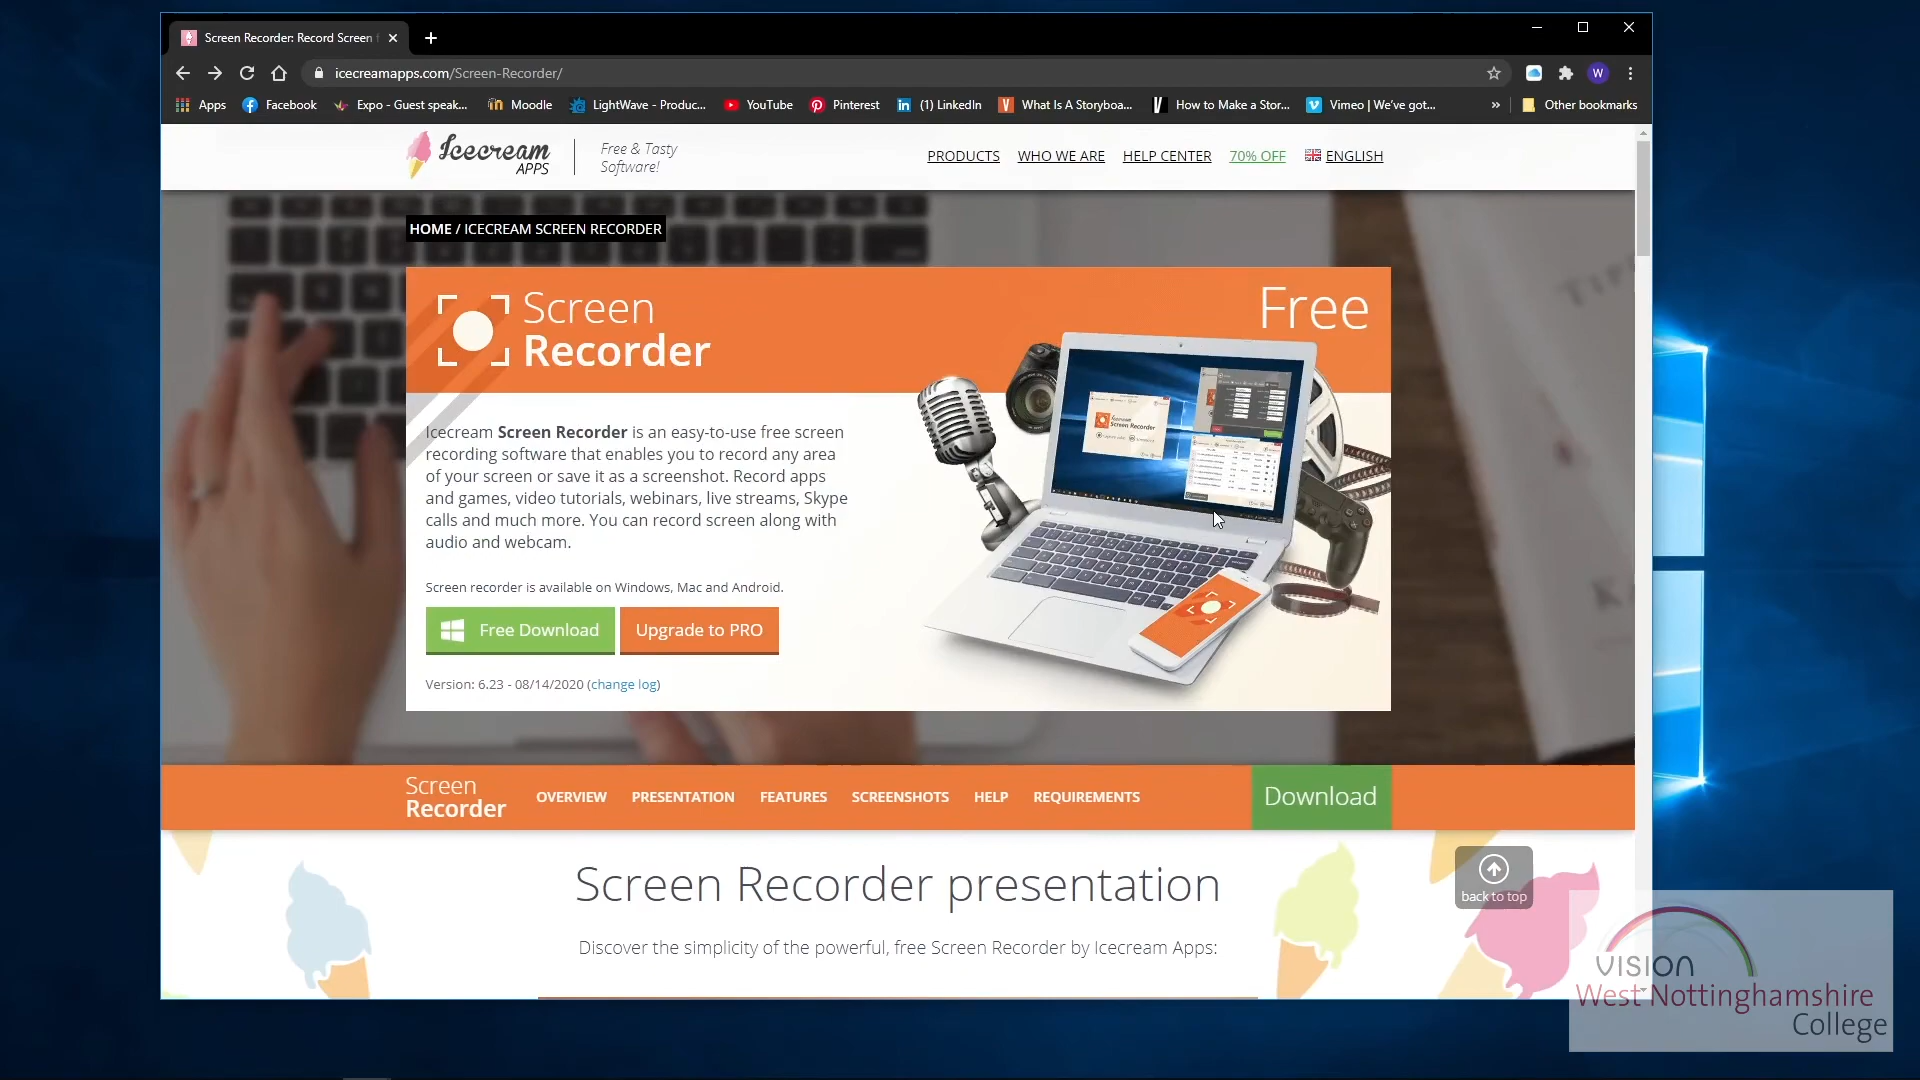 Screen Recorder: Record Screen
icecreamapps.com/Screen-Recorder/
W
Apps
Facebook
Expo - Guest speak...
Moodle
LightWave - Produc...
YouTube
Pinterest
(1) LinkedIn
What Is A Storyboa...
How to Make a Stor...
Vimeo | We've got...
»
Other bookmarks
Icecream
APPS
Free & Tasty
Software!
PRODUCTS
WHO WE ARE
HELP CENTER
70% OFF
ENGLISH
HOME / ICECREAM SCREEN RECORDER
Screen
Recorder
Free
Icecream Screen Recorder is an easy-to-use free screen
recording software that enables you to record any area
of your screen or save it as a screenshot. Record apps
and games, video tutorials, webinars, live streams, Skype
calls and much more. You can record screen along with
audio and webcam.
Icecream
Screen Recorder
Screen recorder is available on Windows, Mac and Android.
Free Download
Upgrade to PRO
Version: 6.23 - 08/14/2020 (change log)
Screen
Recorder
OVERVIEW
PRESENTATION
FEATURES
SCREENSHOTS
HELP
REQUIREMENTS
Download
Screen Recorder presentation
back to top
Discover the simplicity of the powerful, free Screen Recorder by Icecream Apps:
VISION
West Nottinghamshire
College